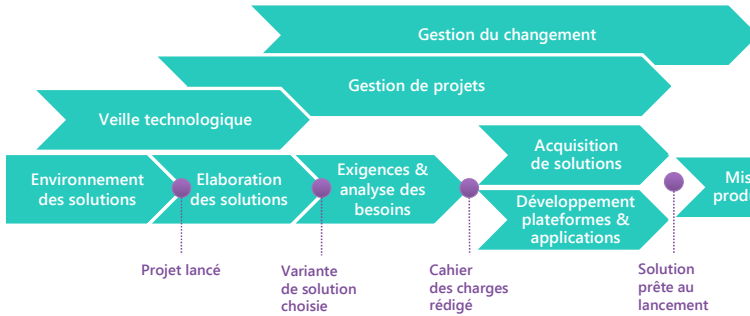 Gestion du changement
Gestion de projets
Veille technologique
Environnement
des solutions
Elaboration
des solutions
Exigences &
analyse des
besoins
Acquisition
de solutions
Développement
plateformes &
applications
Projet lancé
Variante
de solution
choisie
Cahier
des charges
rédigé
Solution
prête au
lancement